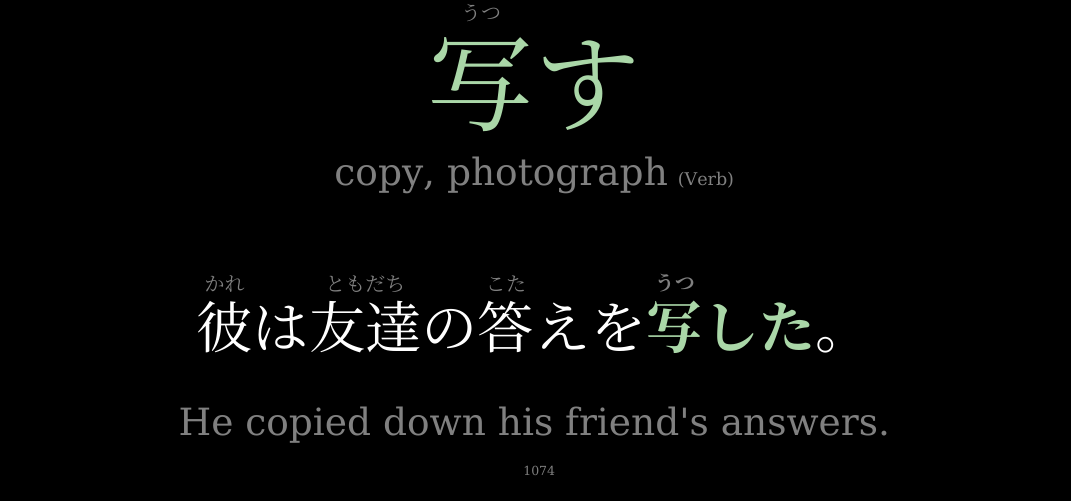 うつ
写す
copy, photograph (Verb)
かれ ともだち こた うつ
彼は友達の答えを写した。
He copied down his friend's answers.
1074